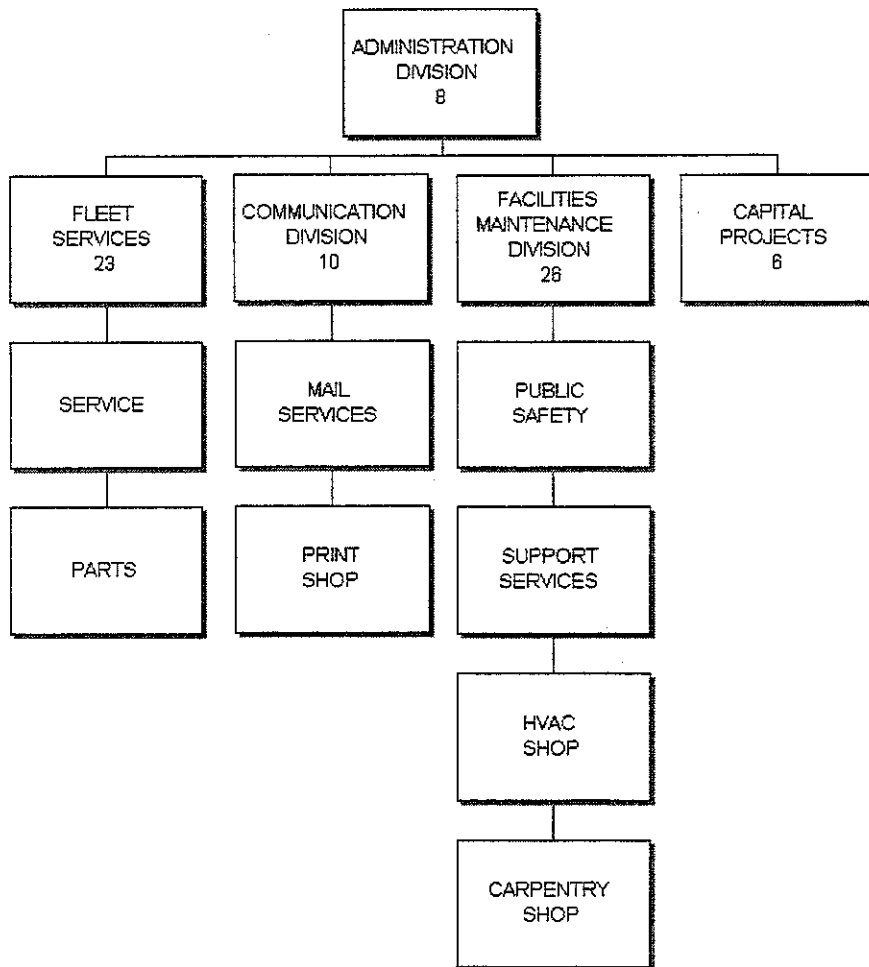 ADMINISTRATION
DIVISION
8
FLEET
SERVICES
23
COMMUNICATION
DIVISION
10
FACILITIES
MAINTENANCE
DIVISION
26
CAPITAL
PROJECTS
6
SERVICE
MAIL
SERVICES
PUBLIC
SAFETY
PARTS
PRINT
SHOP
SUPPORT
SERVICES
HVAC
SHOP
CARPENTRY
SHOP